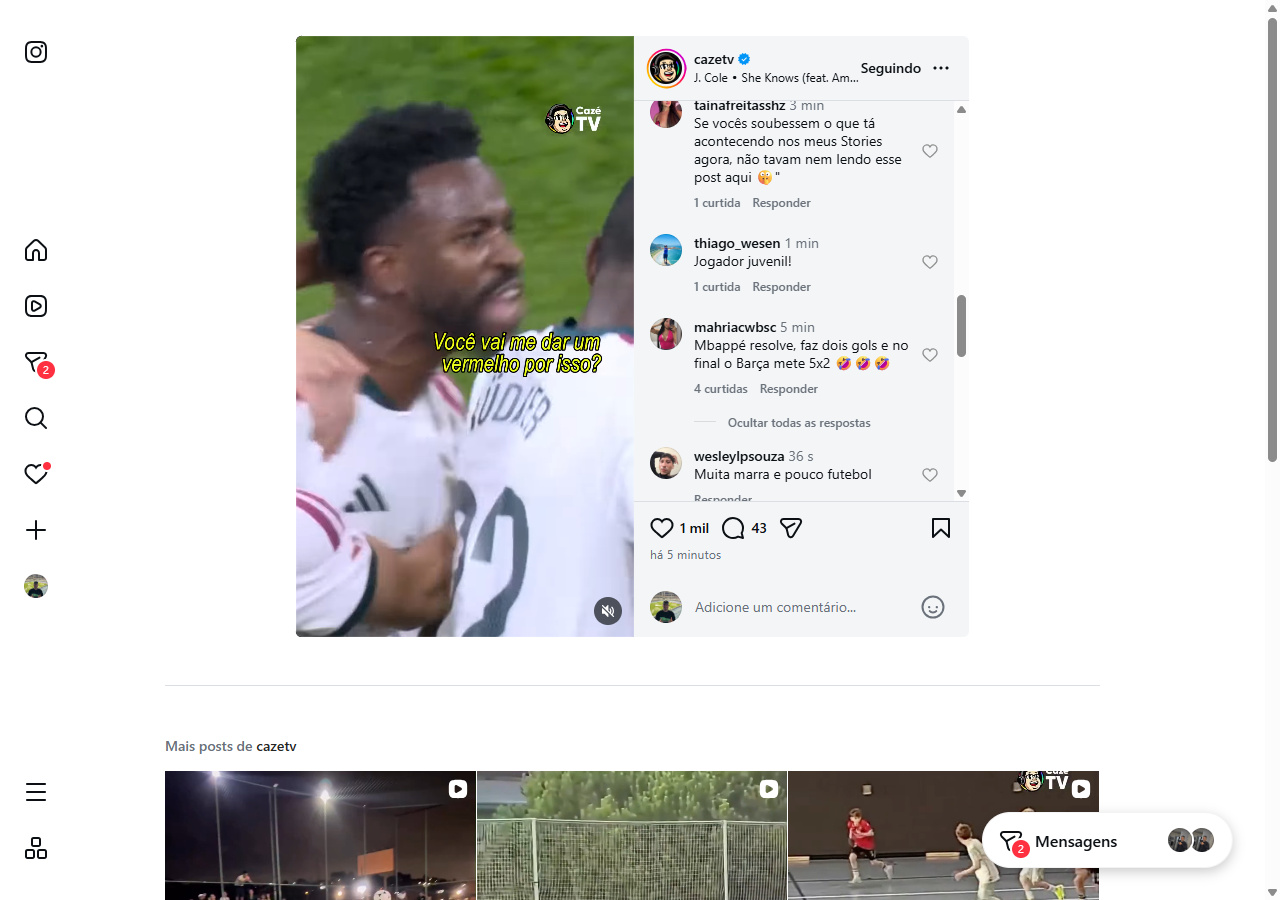 Cazé
TV
Você vai me dar um
vermelho por isso?
cazetv
J. Cole • She Knows (feat. Am...
Seguindo
tainafreitasshz 3 min
Se vocês soubessem o que tá
acontecendo nos meus Stories
agora, não tavam nem lendo esse
post aqui 🫣 "
1 curtida Responder
thiago_wesen 1 min
Jogador juvenil!
1 curtida Responder
mahriacwbsc 5 min
Mbappé resolve, faz dois gols e no
final o Barça mete 5x2 🤣🤣🤣
4 curtidas Responder
Ocultar todas as respostas
wesleylpsouza 36 s
Muita marra e pouco futebol
Responder
1 mil 43
há 5 minutos
Adicione um comentário...
2
Mais posts de cazetv
Cazé
TV
2
Mensagens